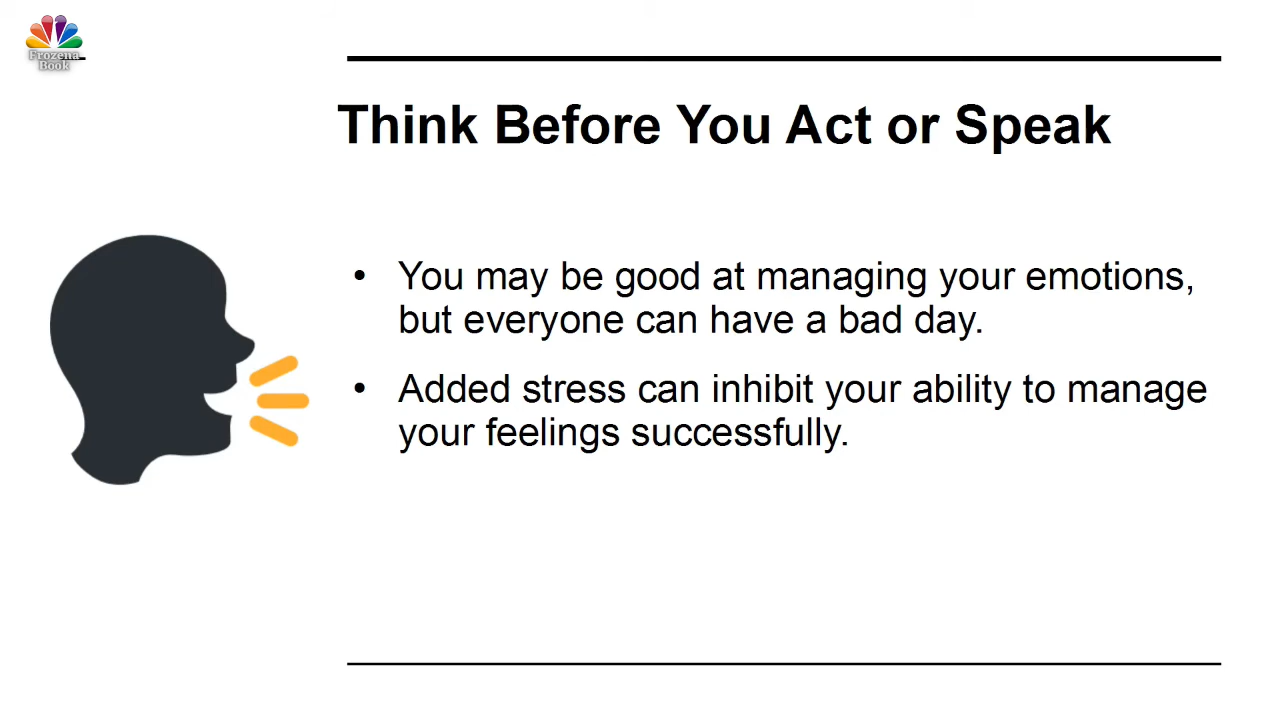 Frozena
Book
Think Before You Act or Speak
• You may be good at managing your emotions,
but everyone can have a bad day.
• Added stress can inhibit your ability to manage
your feelings successfully.